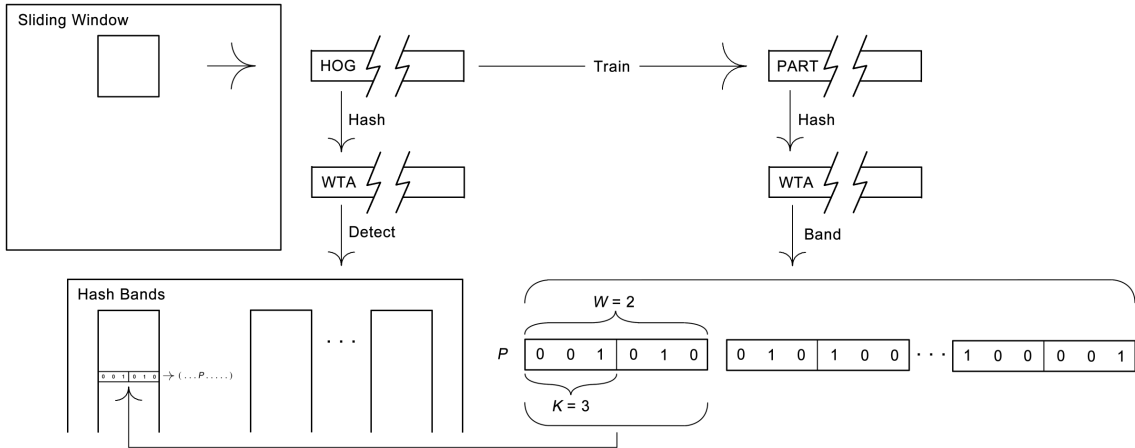 Sliding Window
HOG
Train
PART
Hash
Hash
WTA
WTA
Detect
Band
Hash Bands
W = 2
. . .
P
0 0 1 0 1 0
0 1 0 1 0 0
. . .
1 0 0 0 0 1
0 0 1 0 1 0 → ( . . . P . . . . . )
K = 3